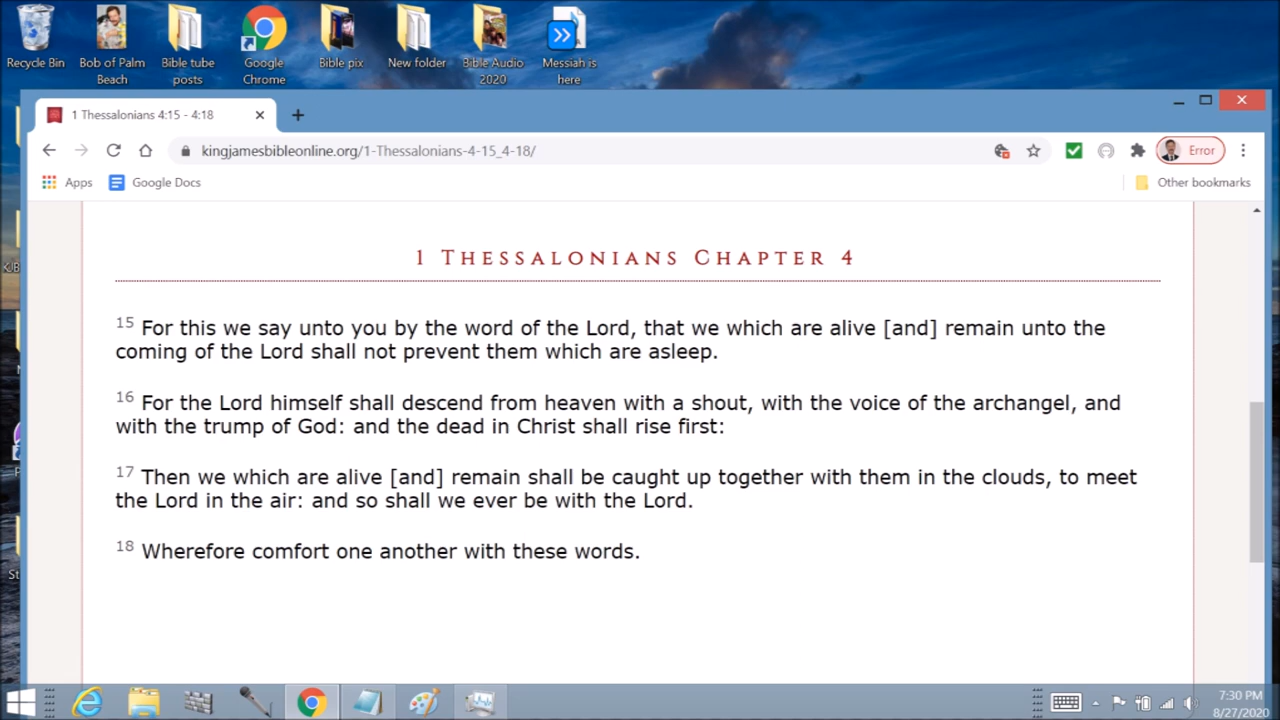 Recycle Bin
Bob of Palm
Beach
Bible tube
posts
Google
Chrome
Bible pix
New folder
Bible Audio
2020
Messiah is
here
1 Thessalonians 4:15 - 4:18
kingjamesbibleonline.org/1-Thessalonians-4-15_4-18/
Error
Apps
Google Docs
Other bookmarks
1 Thessalonians Chapter 4
15 For this we say unto you by the word of the Lord, that we which are alive [and] remain unto the
coming of the Lord shall not prevent them which are asleep.
16 For the Lord himself shall descend from heaven with a shout, with the voice of the archangel, and
with the trump of God: and the dead in Christ shall rise first:
17 Then we which are alive [and] remain shall be caught up together with them in the clouds, to meet
the Lord in the air: and so shall we ever be with the Lord.
18 Wherefore comfort one another with these words.
7:30 PM
8/27/2020